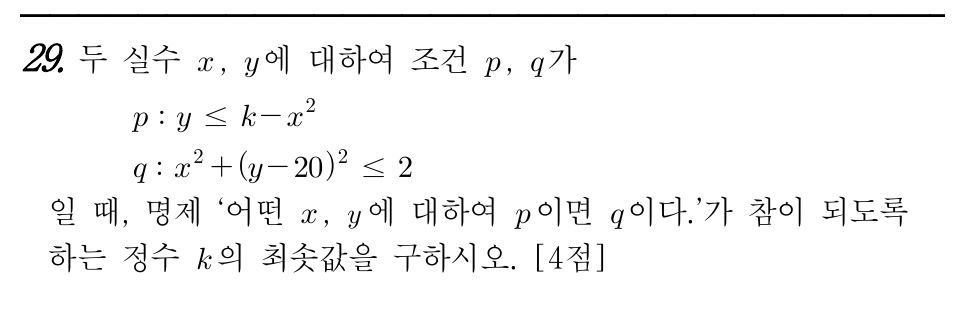 29. 두 실수 x, y에 대하여 조건 p, q가
p : y ≤ k − x²
q : x² + (y − 20)² ≤ 2
일 때, 명제 ‘어떤 x, y에 대하여 p이면 q이다.’가 참이 되도록
하는 정수 k의 최솟값을 구하시오. [4점]